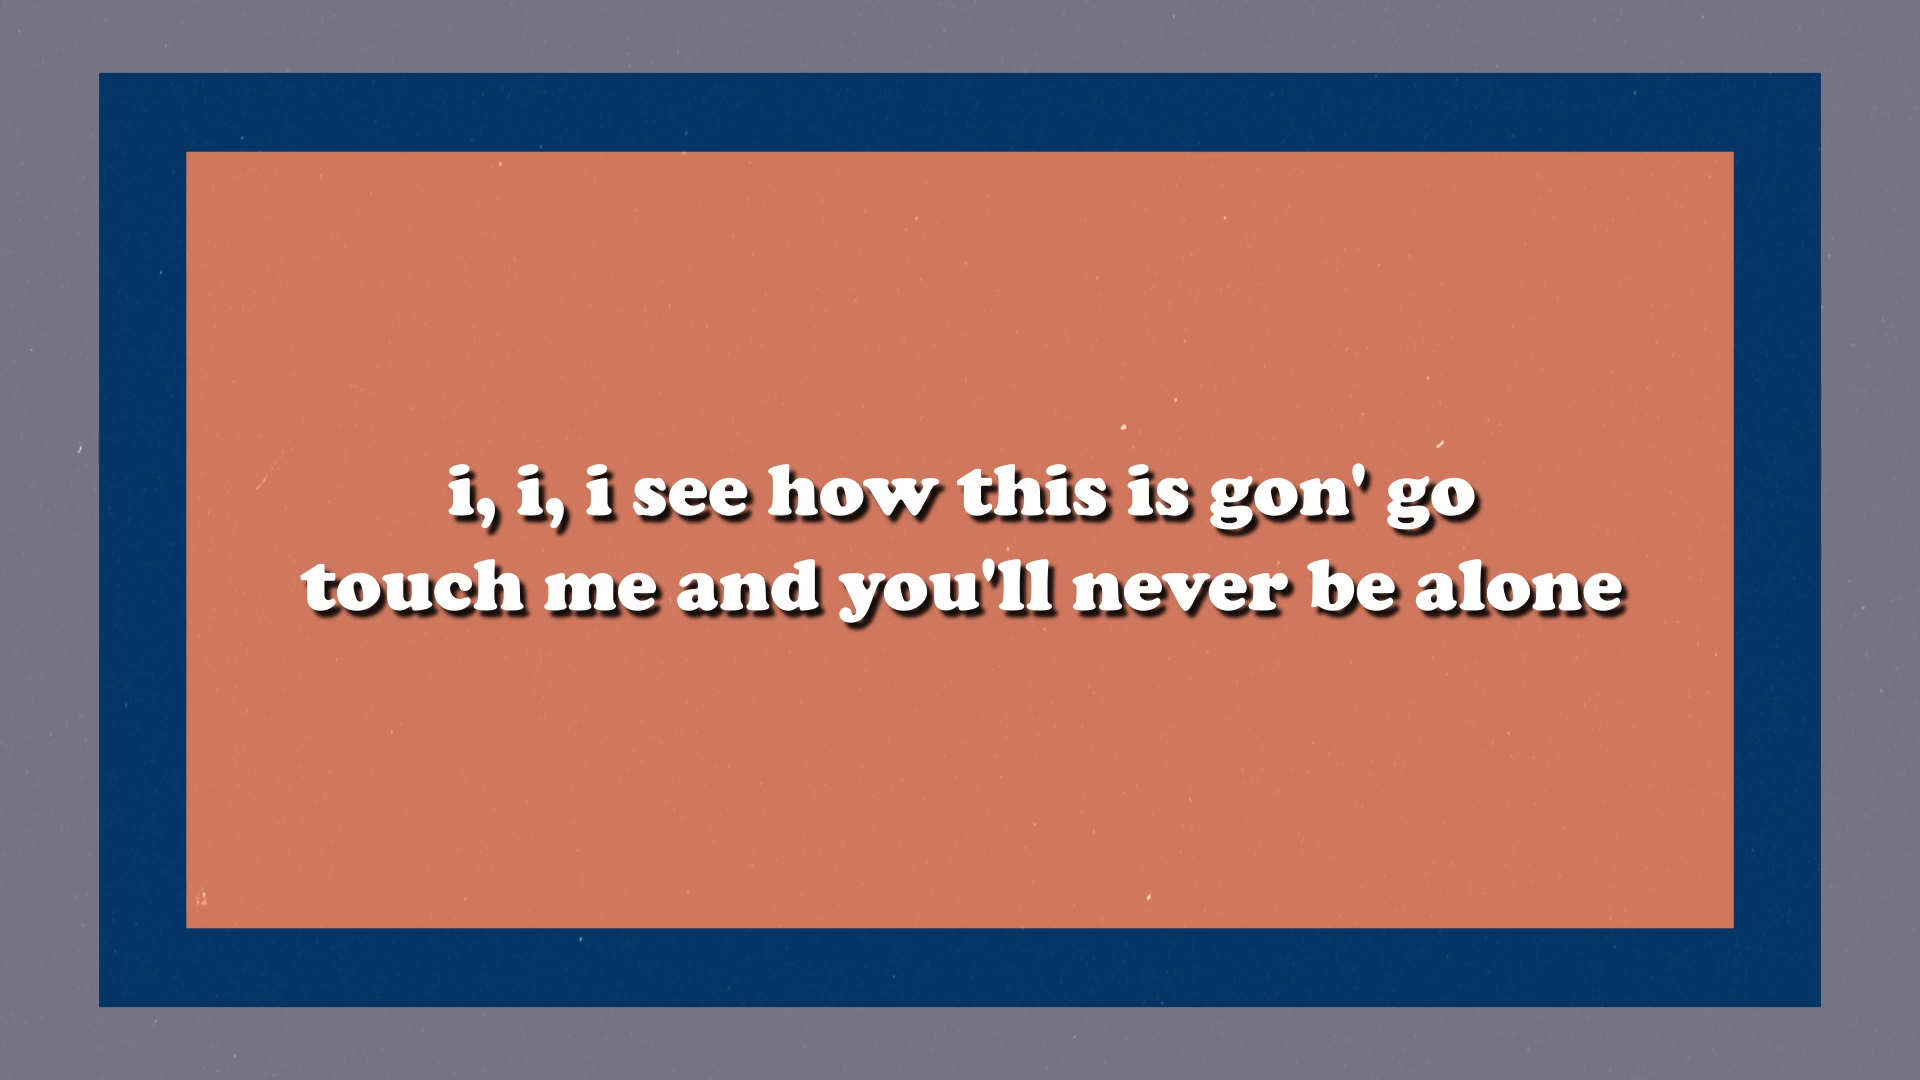 i, i, i see how this is gon' go
touch me and you'll never be alone